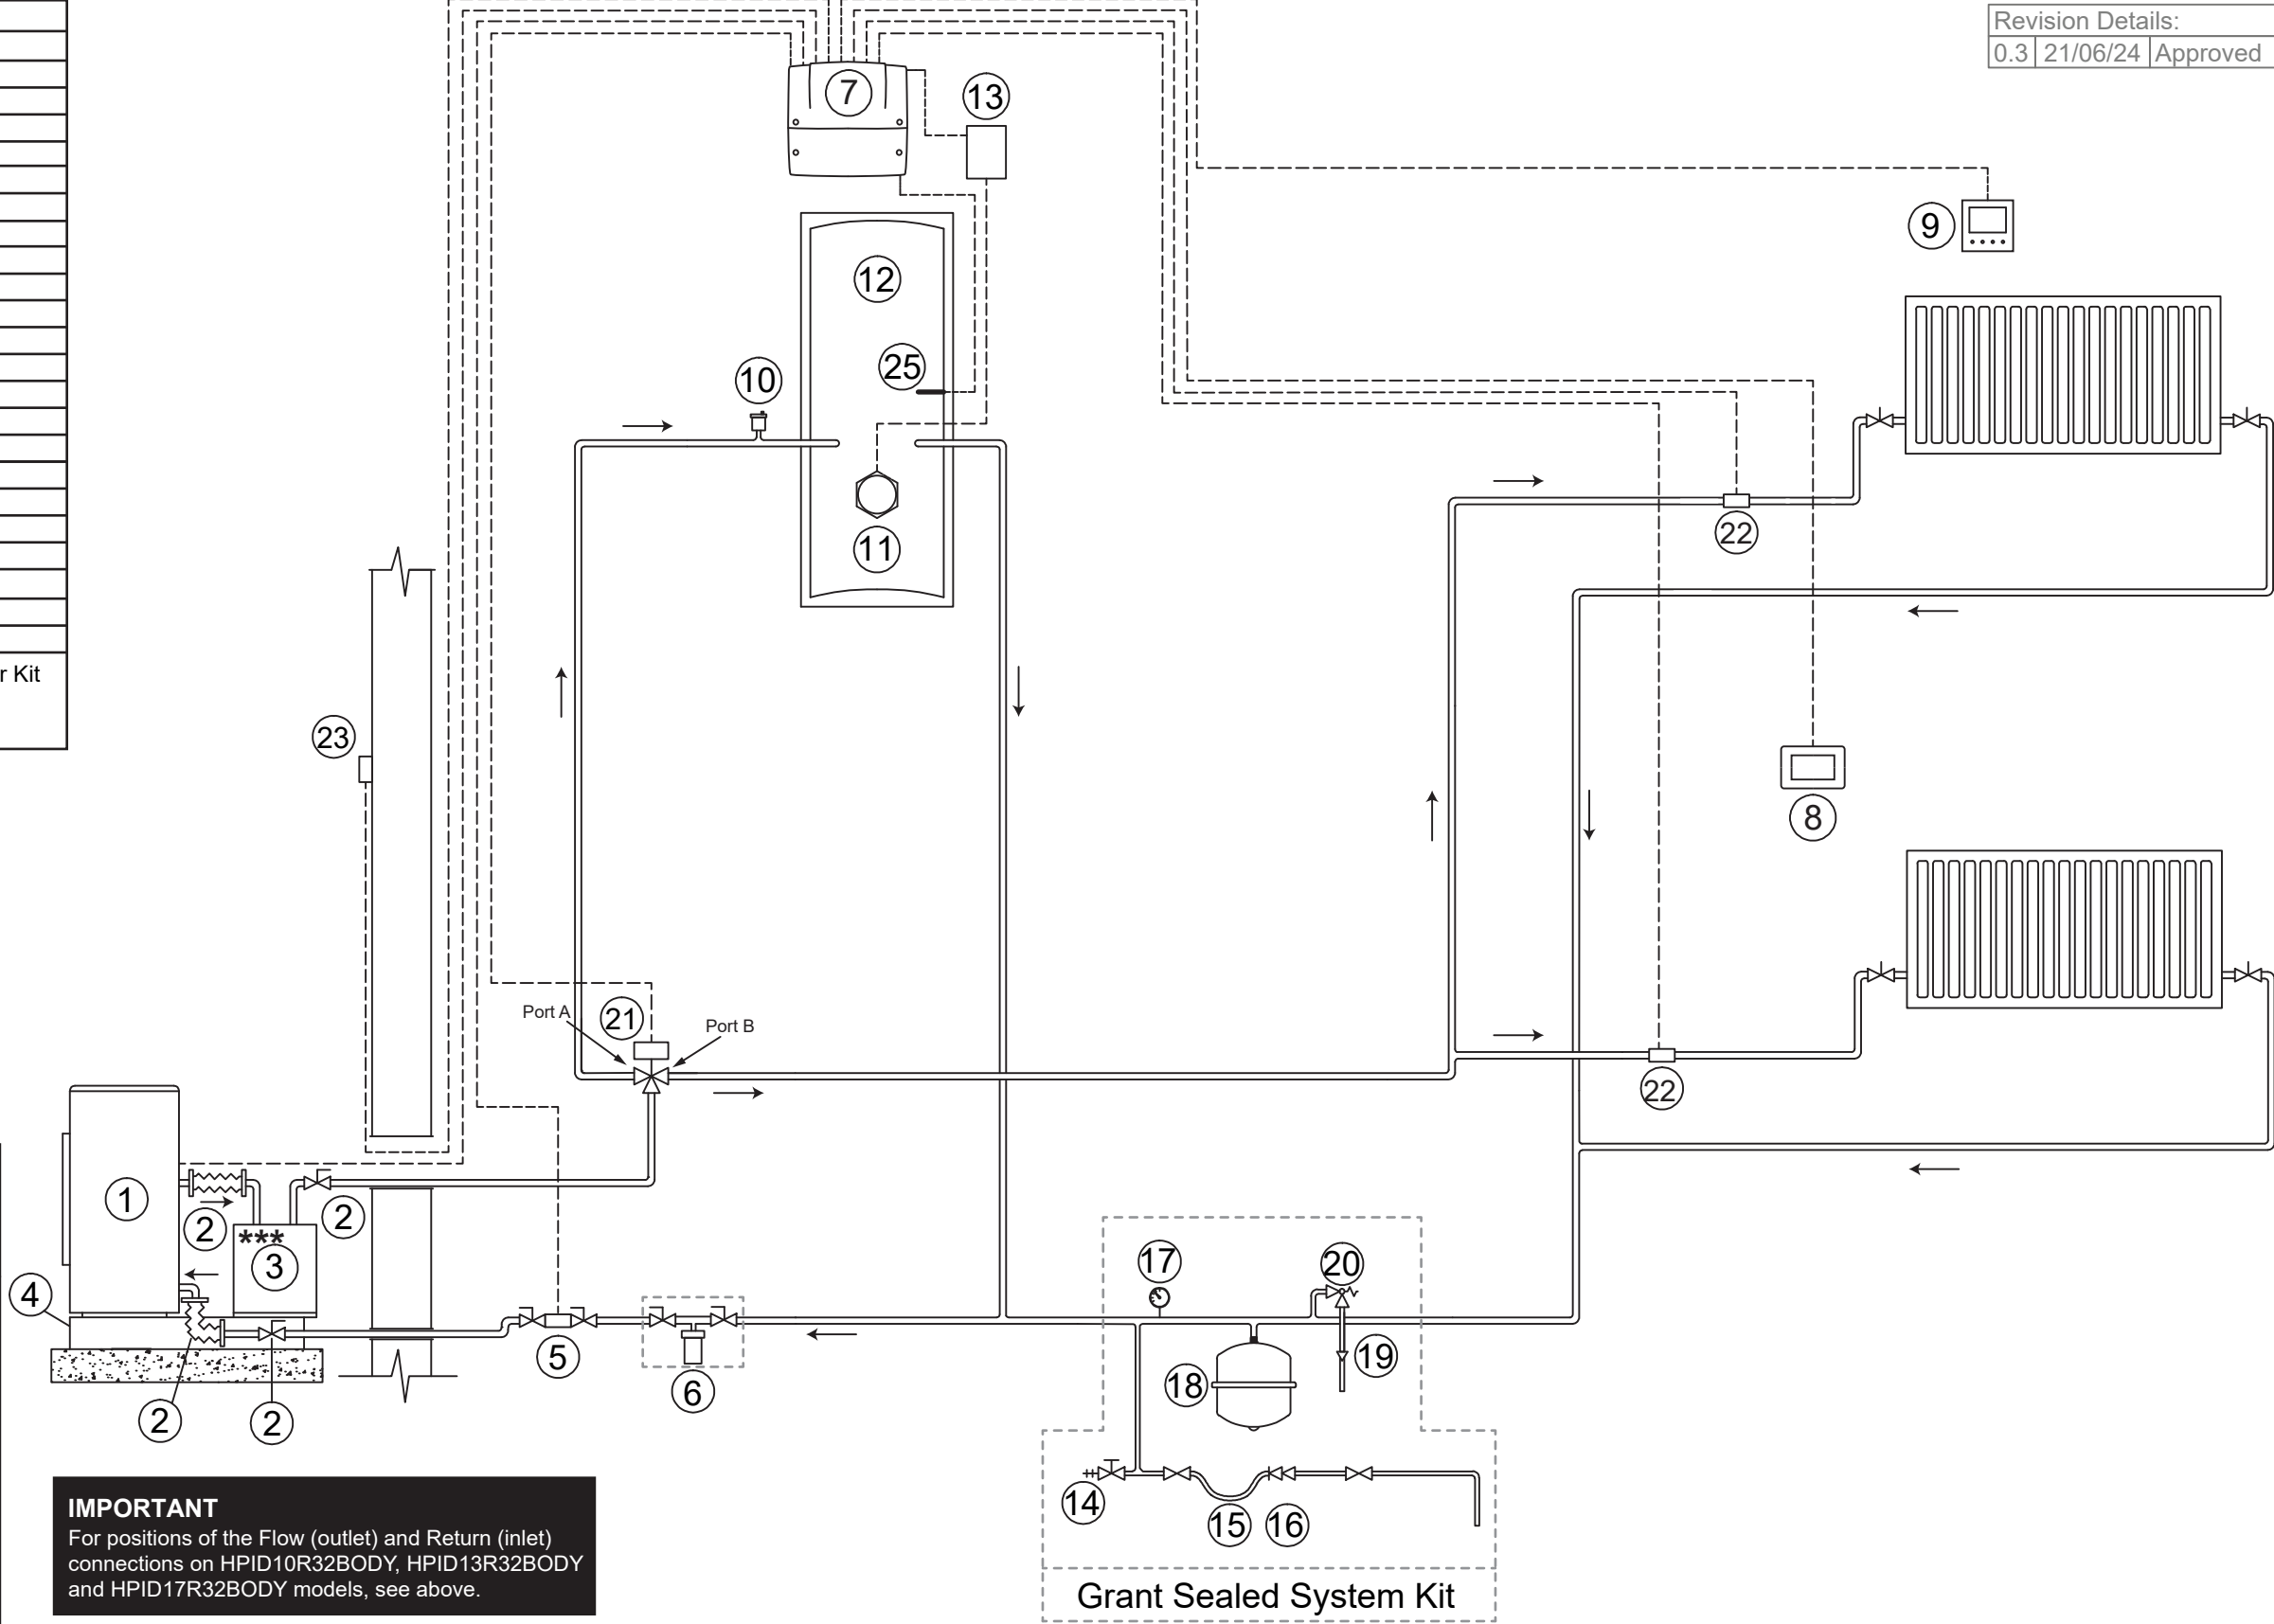 Revision Details:
0.3 21/06/24 Approved
7
13
9
12
25
10
11
22
r Kit
23
8
Port A
21
Port B
22
1
2
2
***
3
4
17
20
5
6
18
19
2
2
14
15
16
IMPORTANT
For positions of the Flow (outlet) and Return (inlet)
connections on HPID10R32BODY, HPID13R32BODY
and HPID17R32BODY models, see above.
Grant Sealed System Kit